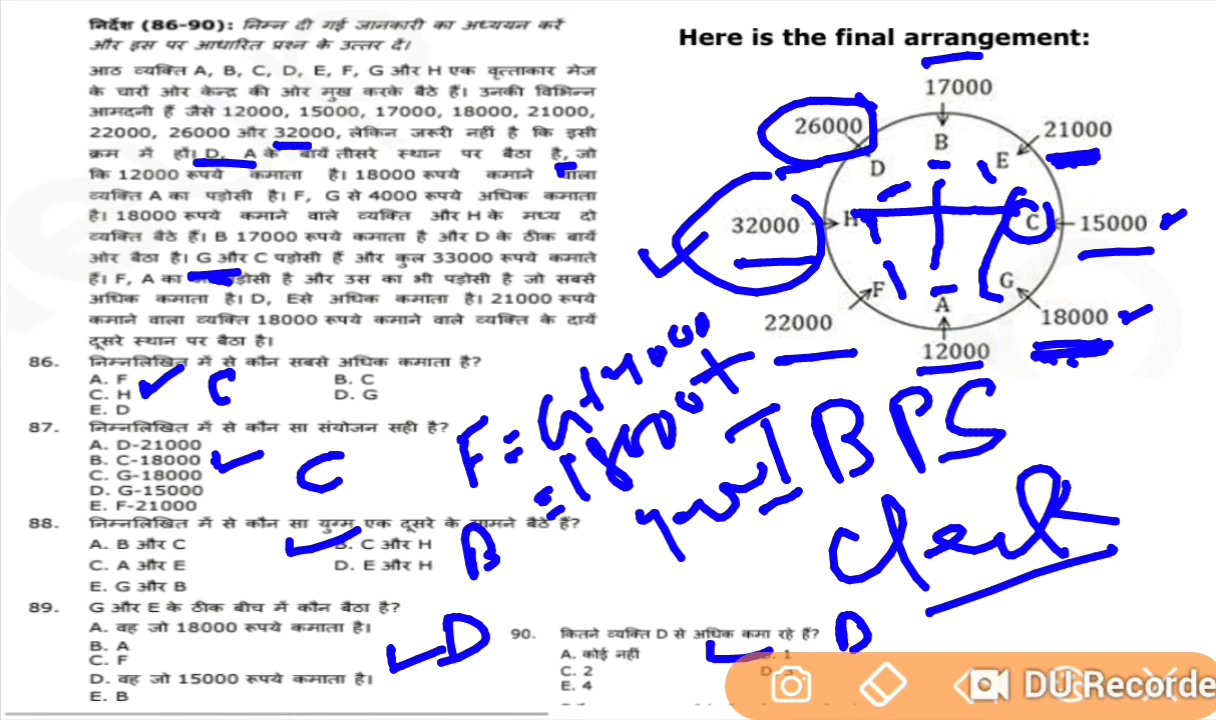 निर्देश (86-90): निम्न दी गई जानकारी का अध्ययन करें
और इस पर आधारित प्रश्न के उत्तर दें।
आठ व्यक्ति A, B, C, D, E, F, G और H एक वृत्ताकार मेज
के चारों ओर केन्द्र की ओर मुख करके बैठे हैं। उनकी विभिन्न
आमदनी हैं जैसे 12000, 15000, 17000, 18000, 21000,
22000, 26000 और 32000, लेकिन जरूरी नहीं है कि इसी
क्रम में हों। D, A के बायें तीसरे स्थान पर बैठा है, जो
कि 12000 रूपये कमाता है। 18000 रूपये कमाने वाला
व्यक्ति A का पड़ोसी है। F, G से 4000 रूपये अधिक कमाता
है। 18000 रूपये कमाने वाले व्यक्ति और H के मध्य दो
व्यक्ति बैठे हैं। B 17000 रूपये कमाता है और D के ठीक बायें
ओर बैठा है। G और C पड़ोसी हैं और कुल 33000 रूपये कमाते
हैं। F, A का पड़ोसी है और उस का भी पड़ोसी है जो सबसे
अधिक कमाता है। D, E से अधिक कमाता है। 21000 रूपये
कमाने वाला व्यक्ति 18000 रूपये कमाने वाले व्यक्ति के दायें
दूसरे स्थान पर बैठा है।
86. निम्नलिखित में से कौन सबसे अधिक कमाता है?
A. F B. C
C. H D. G
E. D
C
87. निम्नलिखित में से कौन सा संयोजन सही है?
A. D-21000
B. C-18000
C. G-18000
D. G-15000
E. F-21000
C
88. निम्नलिखित में से कौन सा युग्म एक दूसरे के सामने बैठे हैं?
A. B और C B. C और H
C. A और E D. E और H
E. G और B
B
89. G और E के ठीक बीच में कौन बैठा है?
A. वह जो 18000 रूपये कमाता है।
B. A
C. F
D. वह जो 15000 रूपये कमाता है।
E. B
D
90. कितने व्यक्ति D से अधिक कमा रहे हैं?
A. कोई नहीं B. 1
C. 2 D. 3
E. 4
Here is the final arrangement:
17000
26000 B 21000
D E
32000 H C 15000
F G
22000 A 18000
12000
F = G + 4000
= 18000 +
IBPS
Clerk
DU Recorde